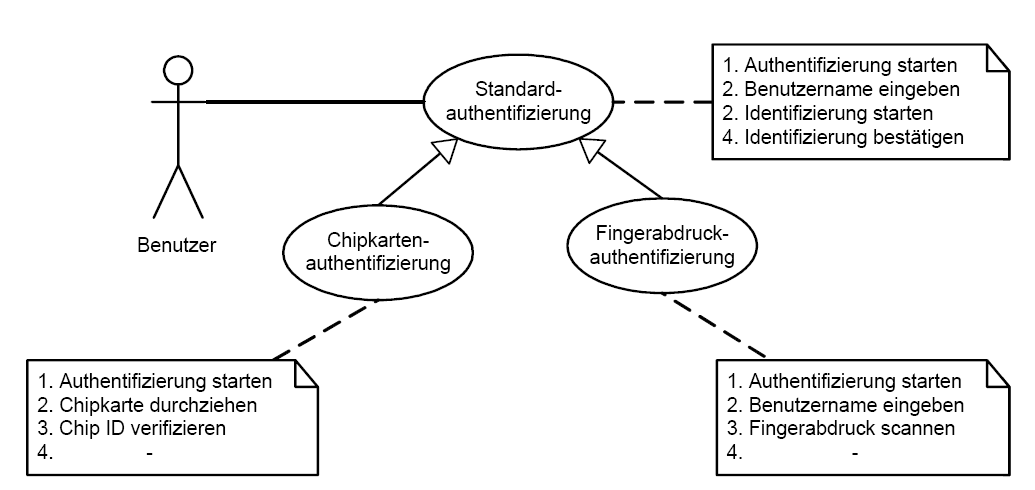 Standard-
authentifizierung
1. Authentifizierung starten
2. Benutzername eingeben
2. Identifizierung starten
4. Identifizierung bestätigen
Benutzer
Chipkarten-
authentifizierung
Fingerabdruck-
authentifizierung
1. Authentifizierung starten
2. Chipkarte durchziehen
3. Chip ID verifizieren
4. -
1. Authentifizierung starten
2. Benutzername eingeben
3. Fingerabdruck scannen
4. -